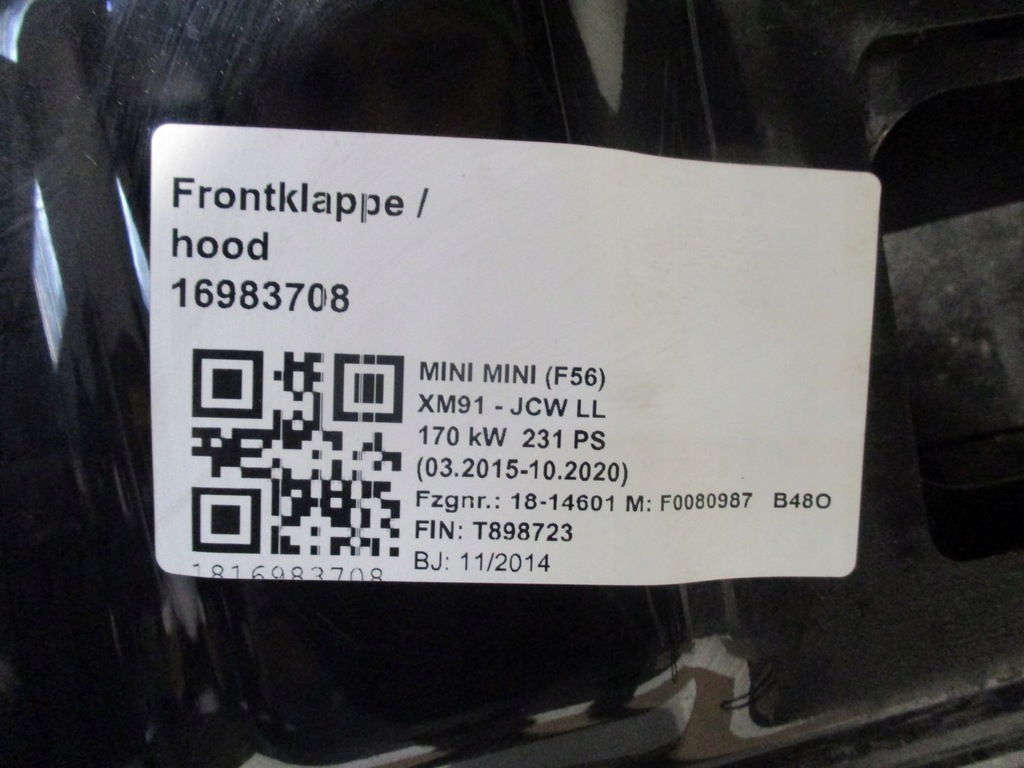 Frontklappe /
hood
16983708
MINI MINI (F56)
XM91 - JCW LL
170 kW 231 PS
(03.2015-10.2020)
Fzgnr.: 18-14601 M: F0080987 B48O
FIN: T898723
BJ: 11/2014
1816983708